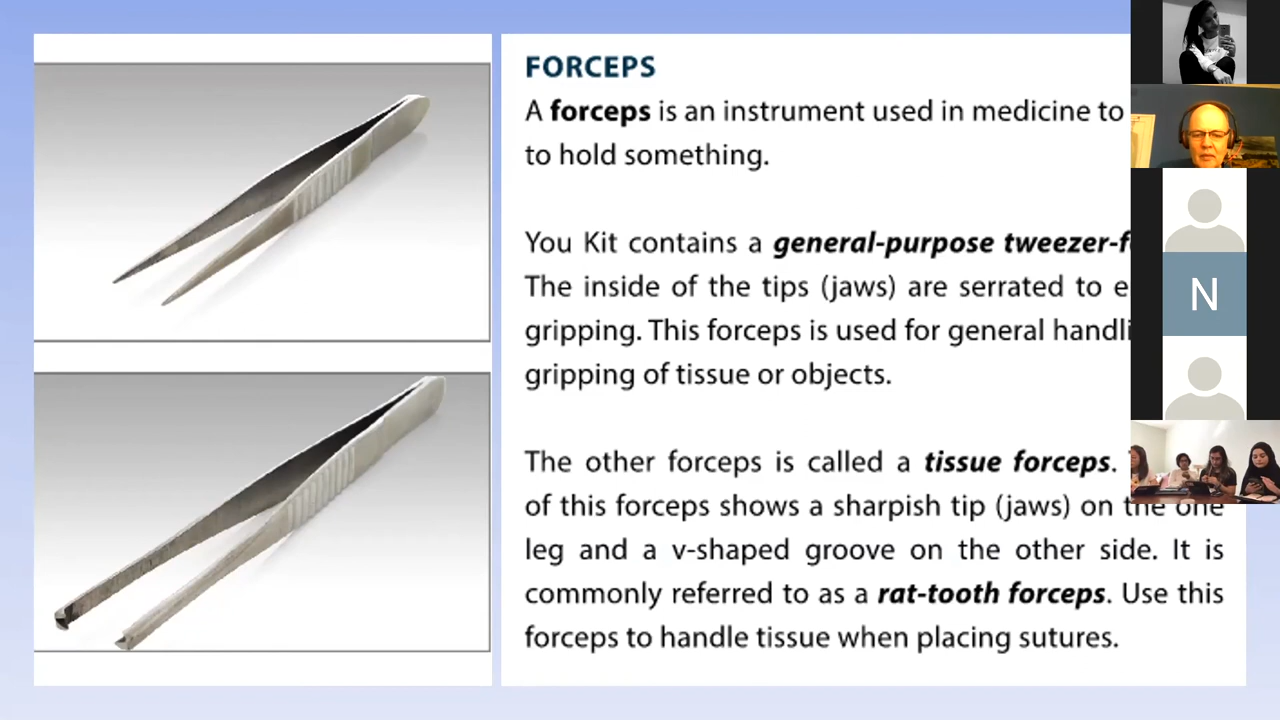 FORCEPS
A forceps is an instrument used in medicine to
to hold something.
You Kit contains a general-purpose tweezer-f
The inside of the tips (jaws) are serrated to e
gripping. This forceps is used for general handli
gripping of tissue or objects.
The other forceps is called a tissue forceps.
of this forceps shows a sharpish tip (jaws) on the one
leg and a v-shaped groove on the other side. It is
commonly referred to as a rat-tooth forceps. Use this
forceps to handle tissue when placing sutures.
N